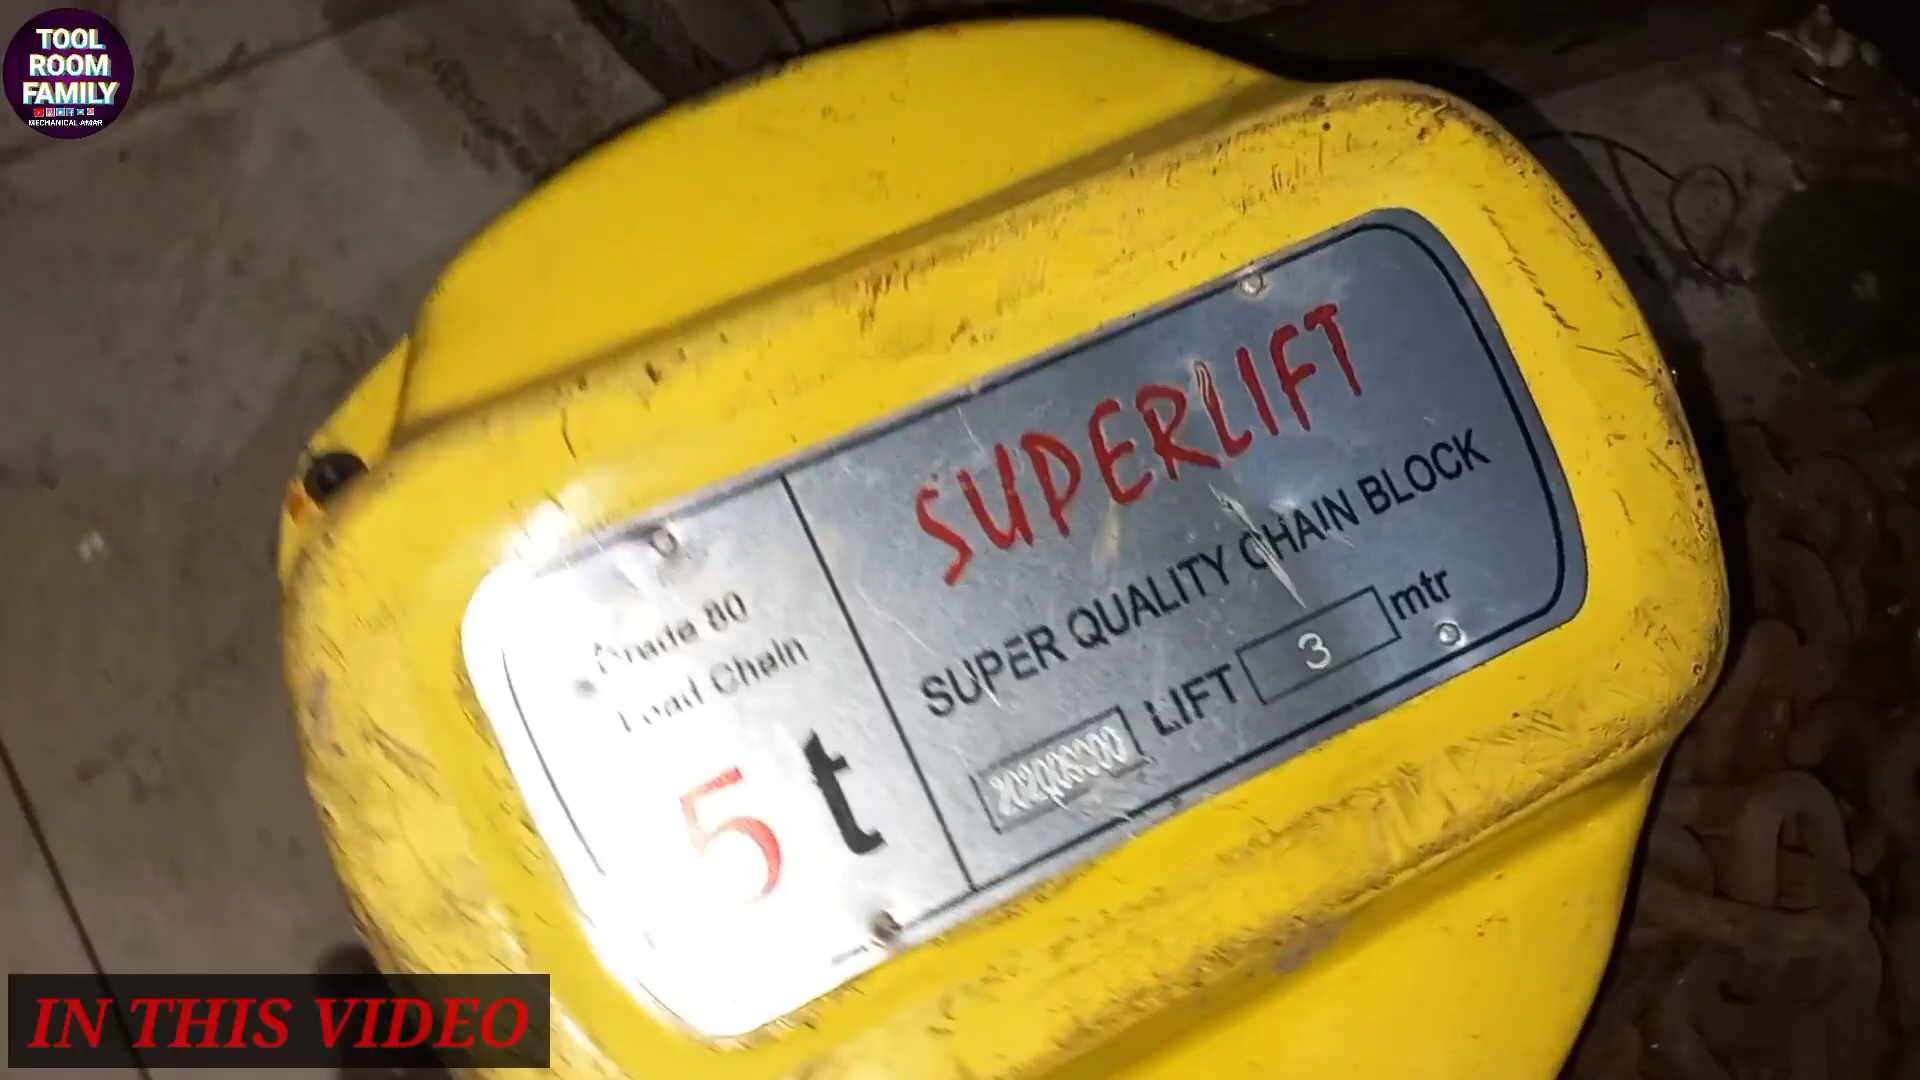 TOOL
ROOM
FAMILY
MECHANICAL AMAR
Grade 80
Load Chain
5 t
SUPERLIFT
SUPER QUALITY CHAIN BLOCK
LIFT 3 mtr
IN THIS VIDEO